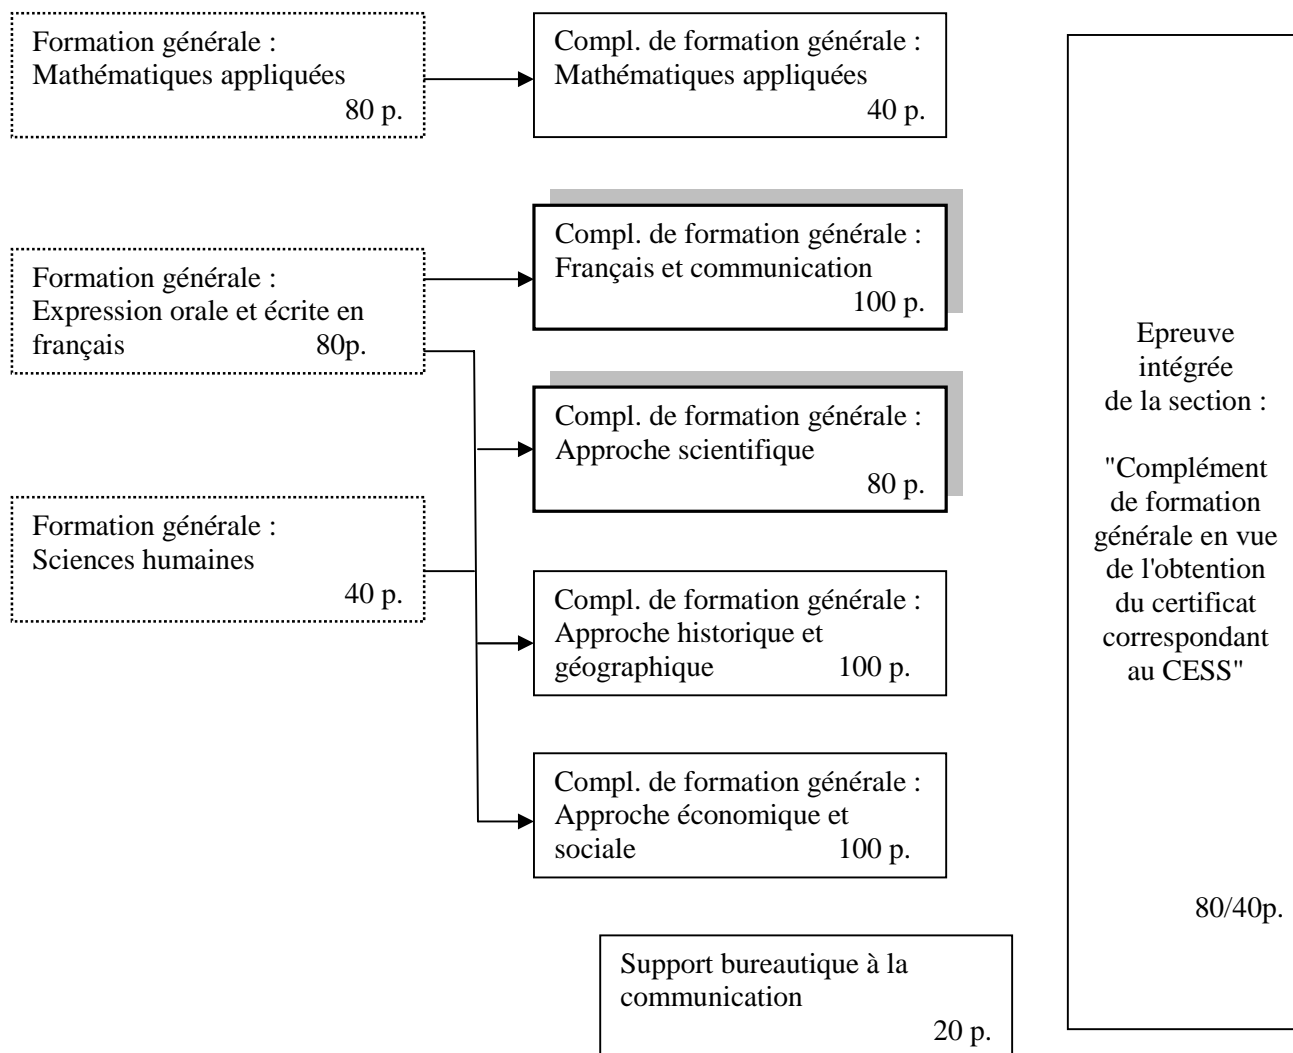 Formation générale :
Mathématiques appliquées
80 p.
Compl. de formation générale :
Mathématiques appliquées
40 p.
Formation générale :
Expression orale et écrite en
français 80p.
Compl. de formation générale :
Français et communication
100 p.
Compl. de formation générale :
Approche scientifique
80 p.
Formation générale :
Sciences humaines
40 p.
Compl. de formation générale :
Approche historique et
géographique 100 p.
Compl. de formation générale :
Approche économique et
sociale 100 p.
Support bureautique à la
communication
20 p.
Epreuve
intégrée
de la section :
"Complément
de formation
générale en vue
de l'obtention
du certificat
correspondant
au CESS"
80/40p.